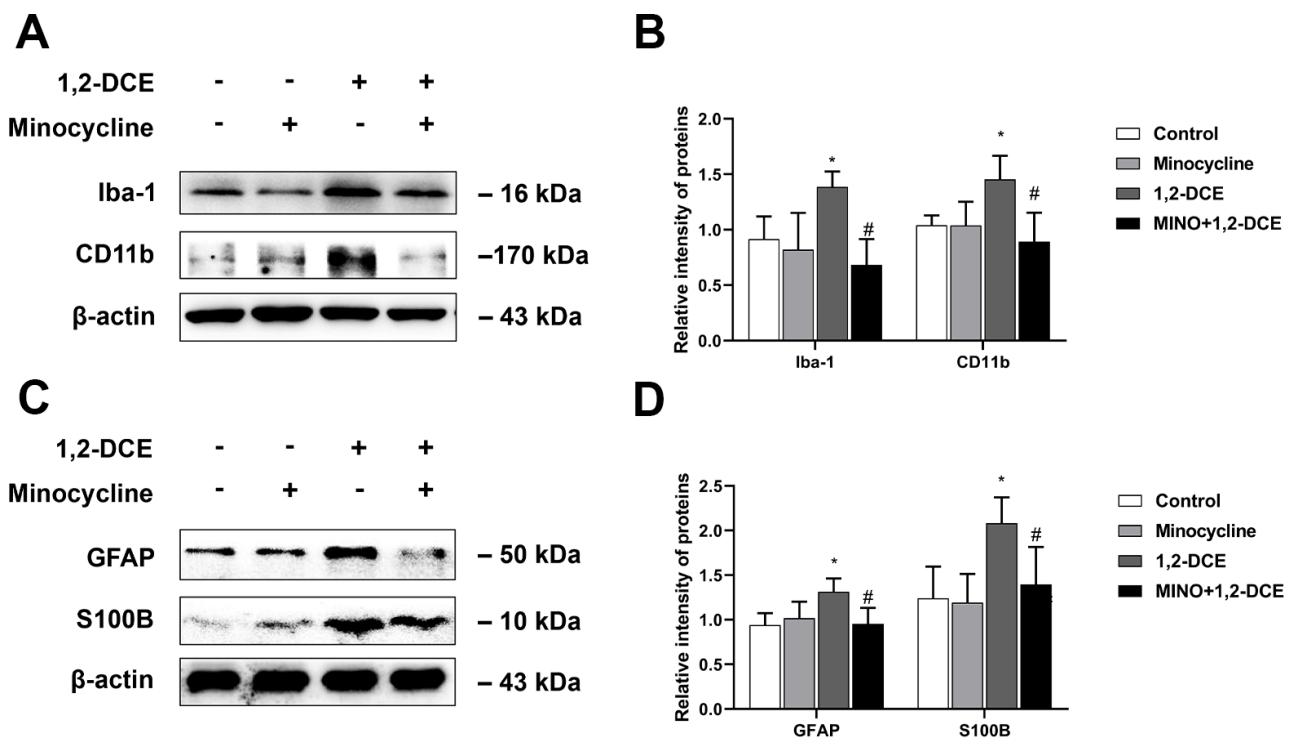 A
1,2-DCE - - + +
Minocycline - + - +
Iba-1 – 16 kDa
CD11b –170 kDa
β-actin – 43 kDa
B
Relative intensity of proteins
2.0
1.5
1.0
0.5
0.0
* # * #
Iba-1 CD11b
Control
Minocycline
1,2-DCE
MINO+1,2-DCE
C
1,2-DCE - - + +
Minocycline - + - +
GFAP – 50 kDa
S100B – 10 kDa
β-actin – 43 kDa
D
Relative intensity of proteins
2.5
2.0
1.5
1.0
0.5
0.0
* # * #
GFAP S100B
Control
Minocycline
1,2-DCE
MINO+1,2-DCE